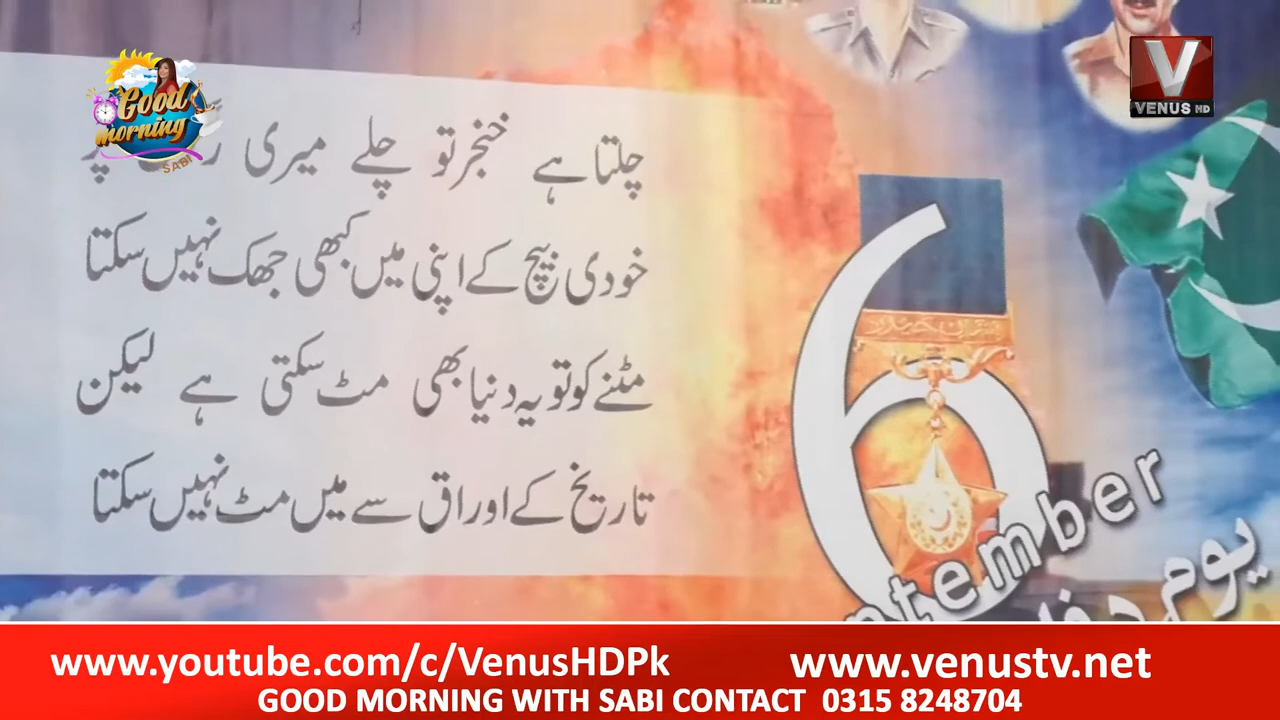 Good
morning
SABI
V
VENUS HD
چلتا ہے خنجر تو چلے میری پر
خودی بیچ کے اپنی میں کبھی جھک نہیں سکتا
مٹنے کو تو یہ دنیا بھی مٹ سکتی ہے لیکن
تاریخ کے اوراق سے میں مٹ نہیں سکتا
6
یوم
www.youtube.com/c/VenusHDPk www.venustv.net
GOOD MORNING WITH SABI CONTACT 0315 8248704